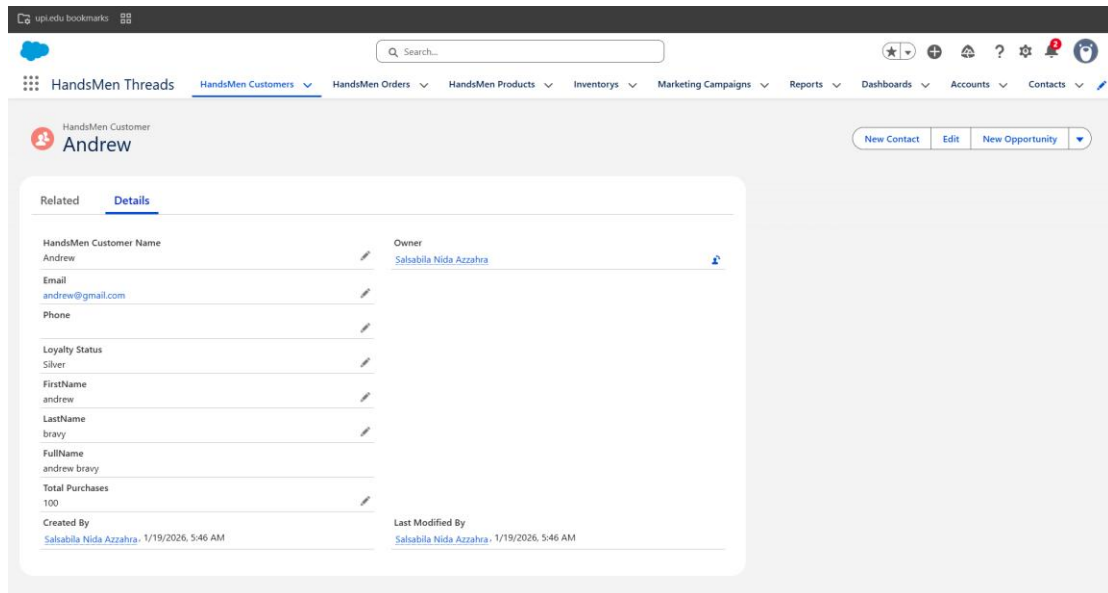 upi.edu bookmarks
Search...
2
HandsMen Threads HandsMen Customers HandsMen Orders HandsMen Products Inventorys Marketing Campaigns Reports Dashboards Accounts Contacts
HandsMen Customer
Andrew
New Contact Edit New Opportunity
Related Details
HandsMen Customer Name
Andrew
Owner
Salsabila Nida Azzahra
Email
andrew@gmail.com
Phone
Loyalty Status
Silver
FirstName
andrew
LastName
bravy
FullName
andrew bravy
Total Purchases
100
Created By
Salsabila Nida Azzahra, 1/19/2026, 5:46 AM
Last Modified By
Salsabila Nida Azzahra, 1/19/2026, 5:46 AM